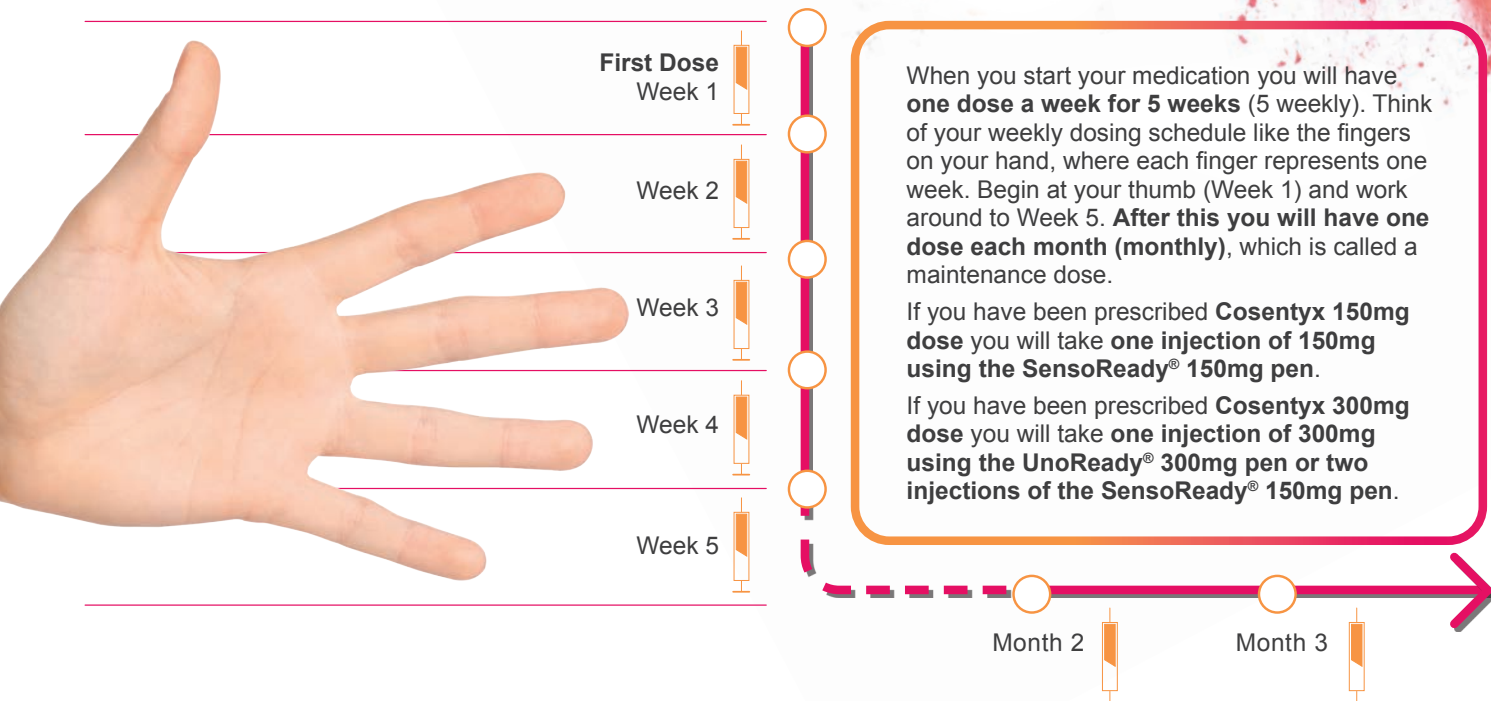 First Dose
Week 1
Week 2
Week 3
Week 4
Week 5
When you start your medication you will have
one dose a week for 5 weeks (5 weekly). Think
of your weekly dosing schedule like the fingers
on your hand, where each finger represents one
week. Begin at your thumb (Week 1) and work
around to Week 5. After this you will have one
dose each month (monthly), which is called a
maintenance dose.
If you have been prescribed Cosentyx 150mg
dose you will take one injection of 150mg
using the SensoReady® 150mg pen.
If you have been prescribed Cosentyx 300mg
dose you will take one injection of 300mg
using the UnoReady® 300mg pen or two
injections of the SensoReady® 150mg pen.
Month 2
Month 3